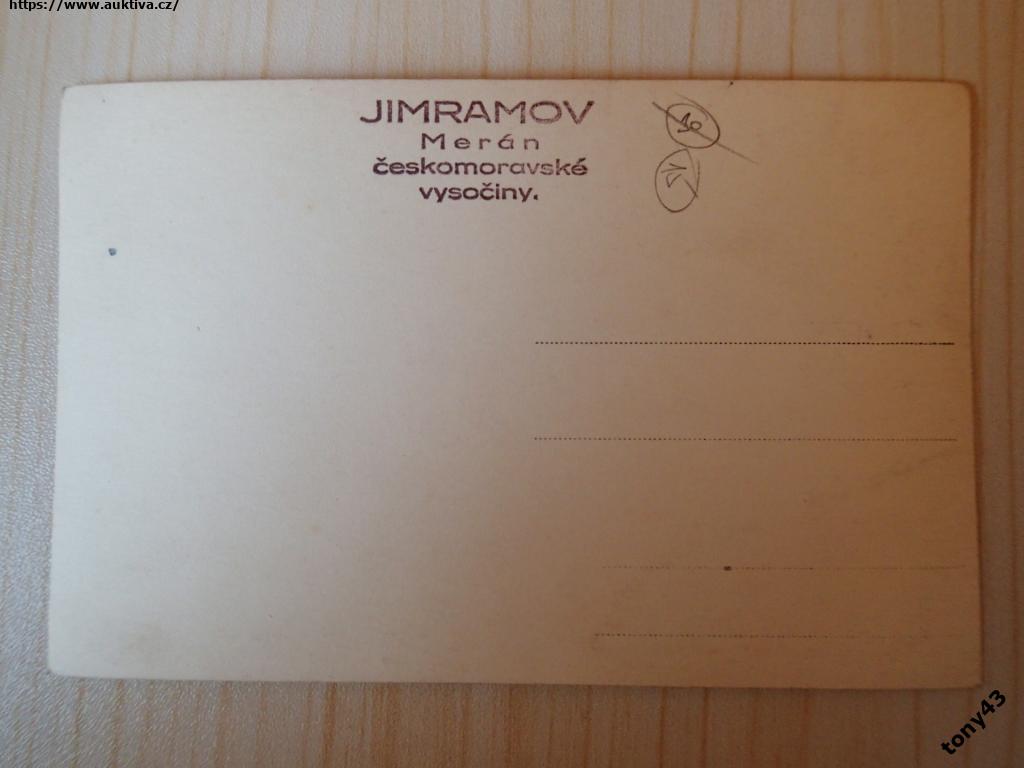 https://www.auktiva.cz/
JIMRAMOV
Merán
českomoravské
vysočiny.
tony43